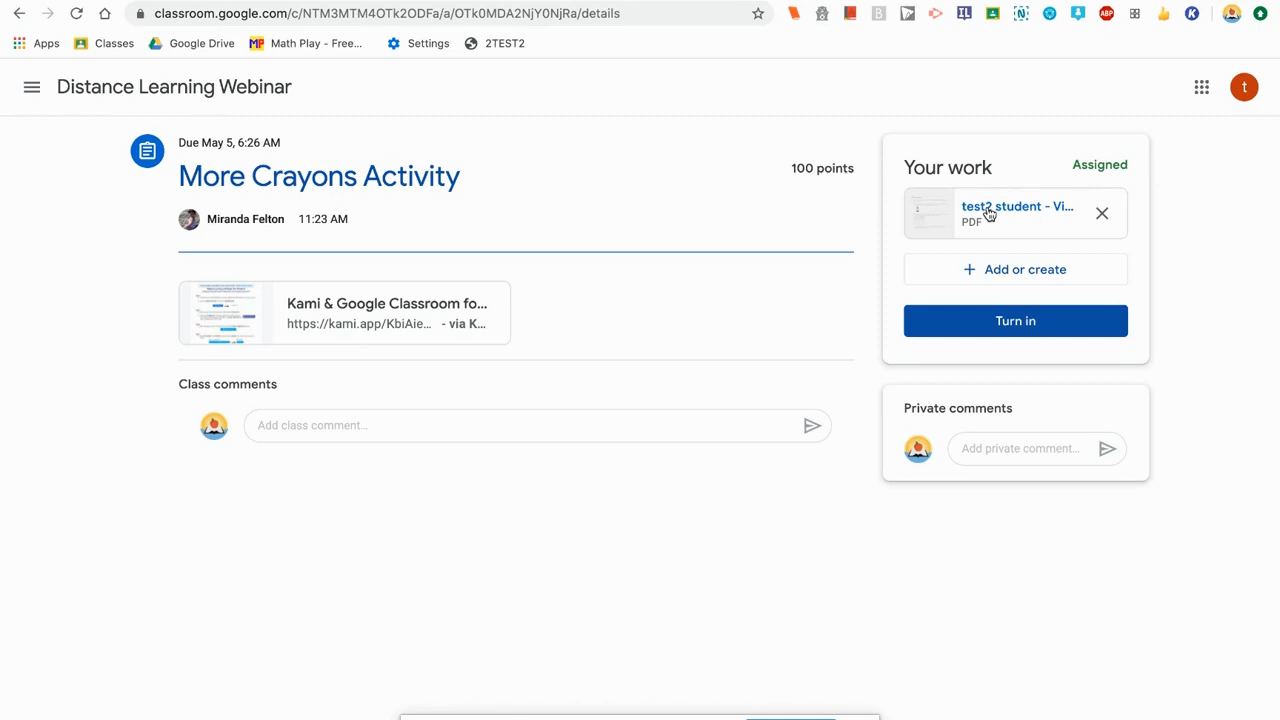 classroom.google.com/c/NTM3MTM4OTk2ODFa/a/OTk0MDA2NjY0NjRa/details
Apps Classes Google Drive Math Play - Free... Settings 2TEST2
Distance Learning Webinar
t
Due May 5, 6:26 AM
More Crayons Activity
100 points
Miranda Felton 11:23 AM
Kami & Google Classroom fo...
https://kami.app/KbiAie... - via K...
Class comments
Add class comment...
Your work
Assigned
test2 student - Vi...
PDF
+ Add or create
Turn in
Private comments
Add private comment...